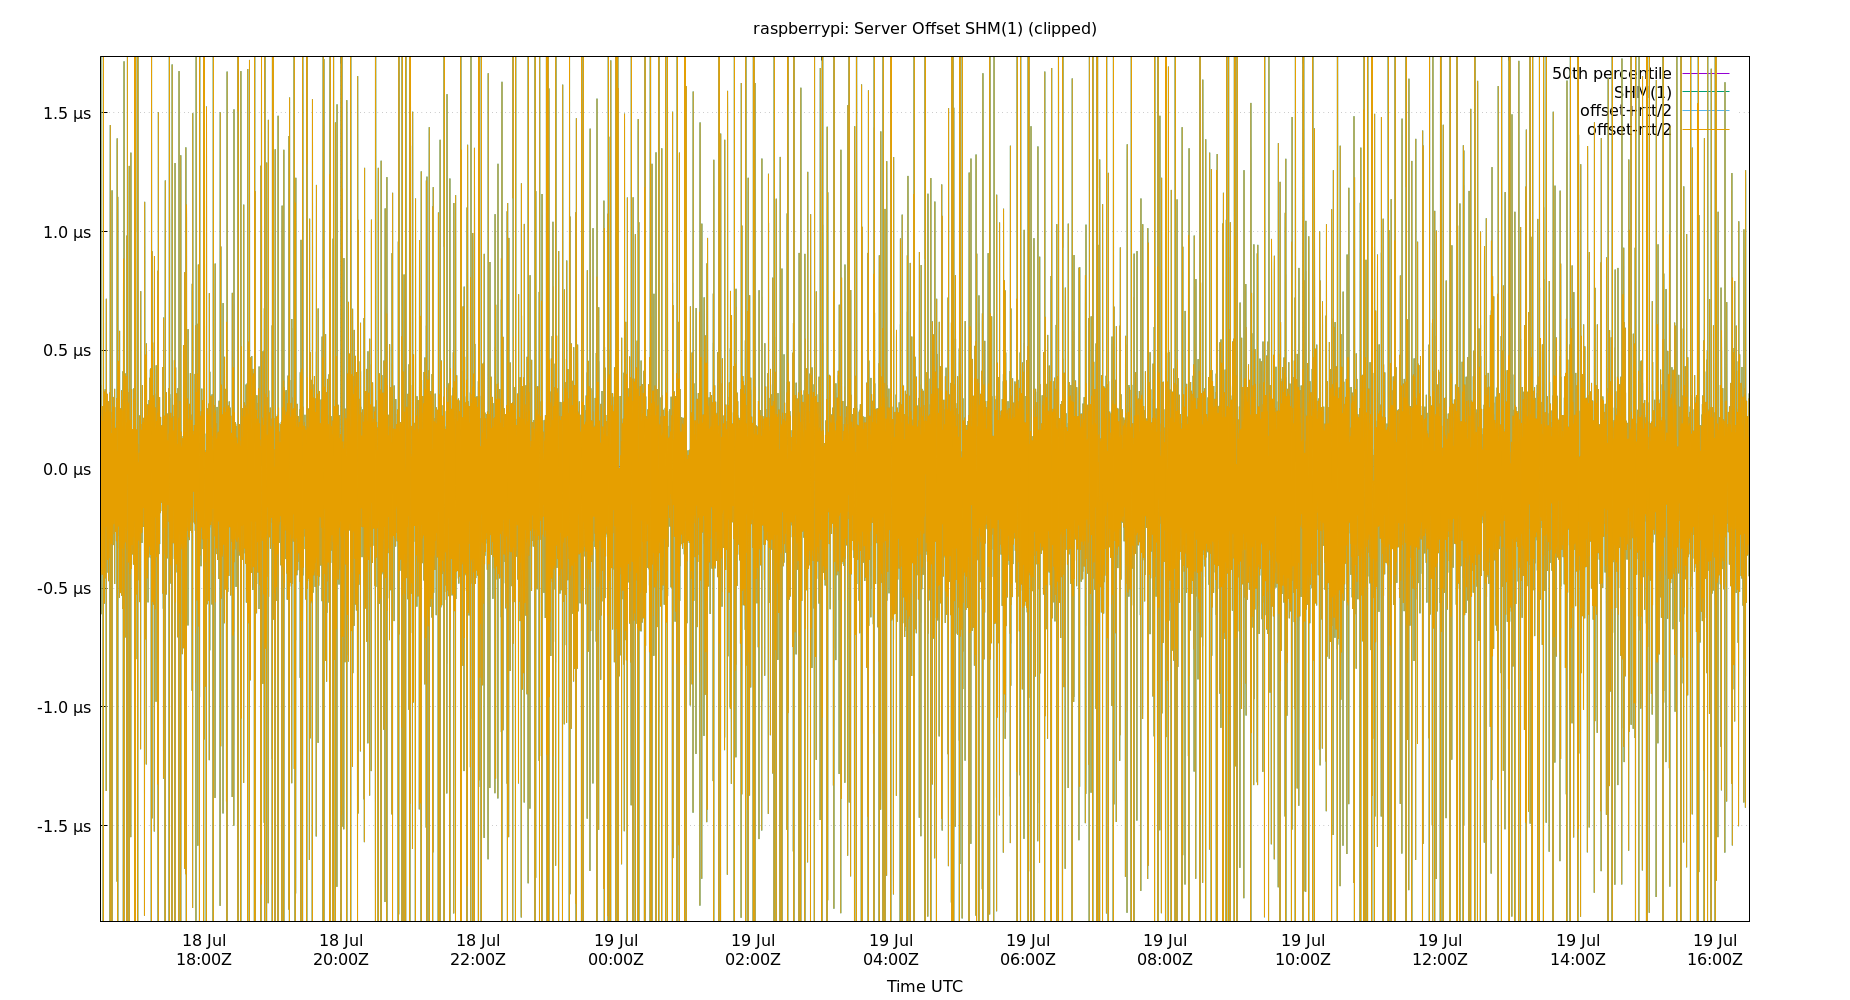 raspberrypi: Server Offset SHM(1) (clipped)
50th percentile
SHM(1)
offset+rtt/2
offset-rtt/2
1.5 µs
1.0 µs
0.5 µs
0.0 µs
-0.5 µs
-1.0 µs
-1.5 µs
18 Jul 18 Jul 18 Jul 19 Jul 19 Jul 19 Jul 19 Jul 19 Jul 19 Jul 19 Jul 19 Jul 19 Jul
18:00Z 20:00Z 22:00Z 00:00Z 02:00Z 04:00Z 06:00Z 08:00Z 10:00Z 12:00Z 14:00Z 16:00Z
Time UTC